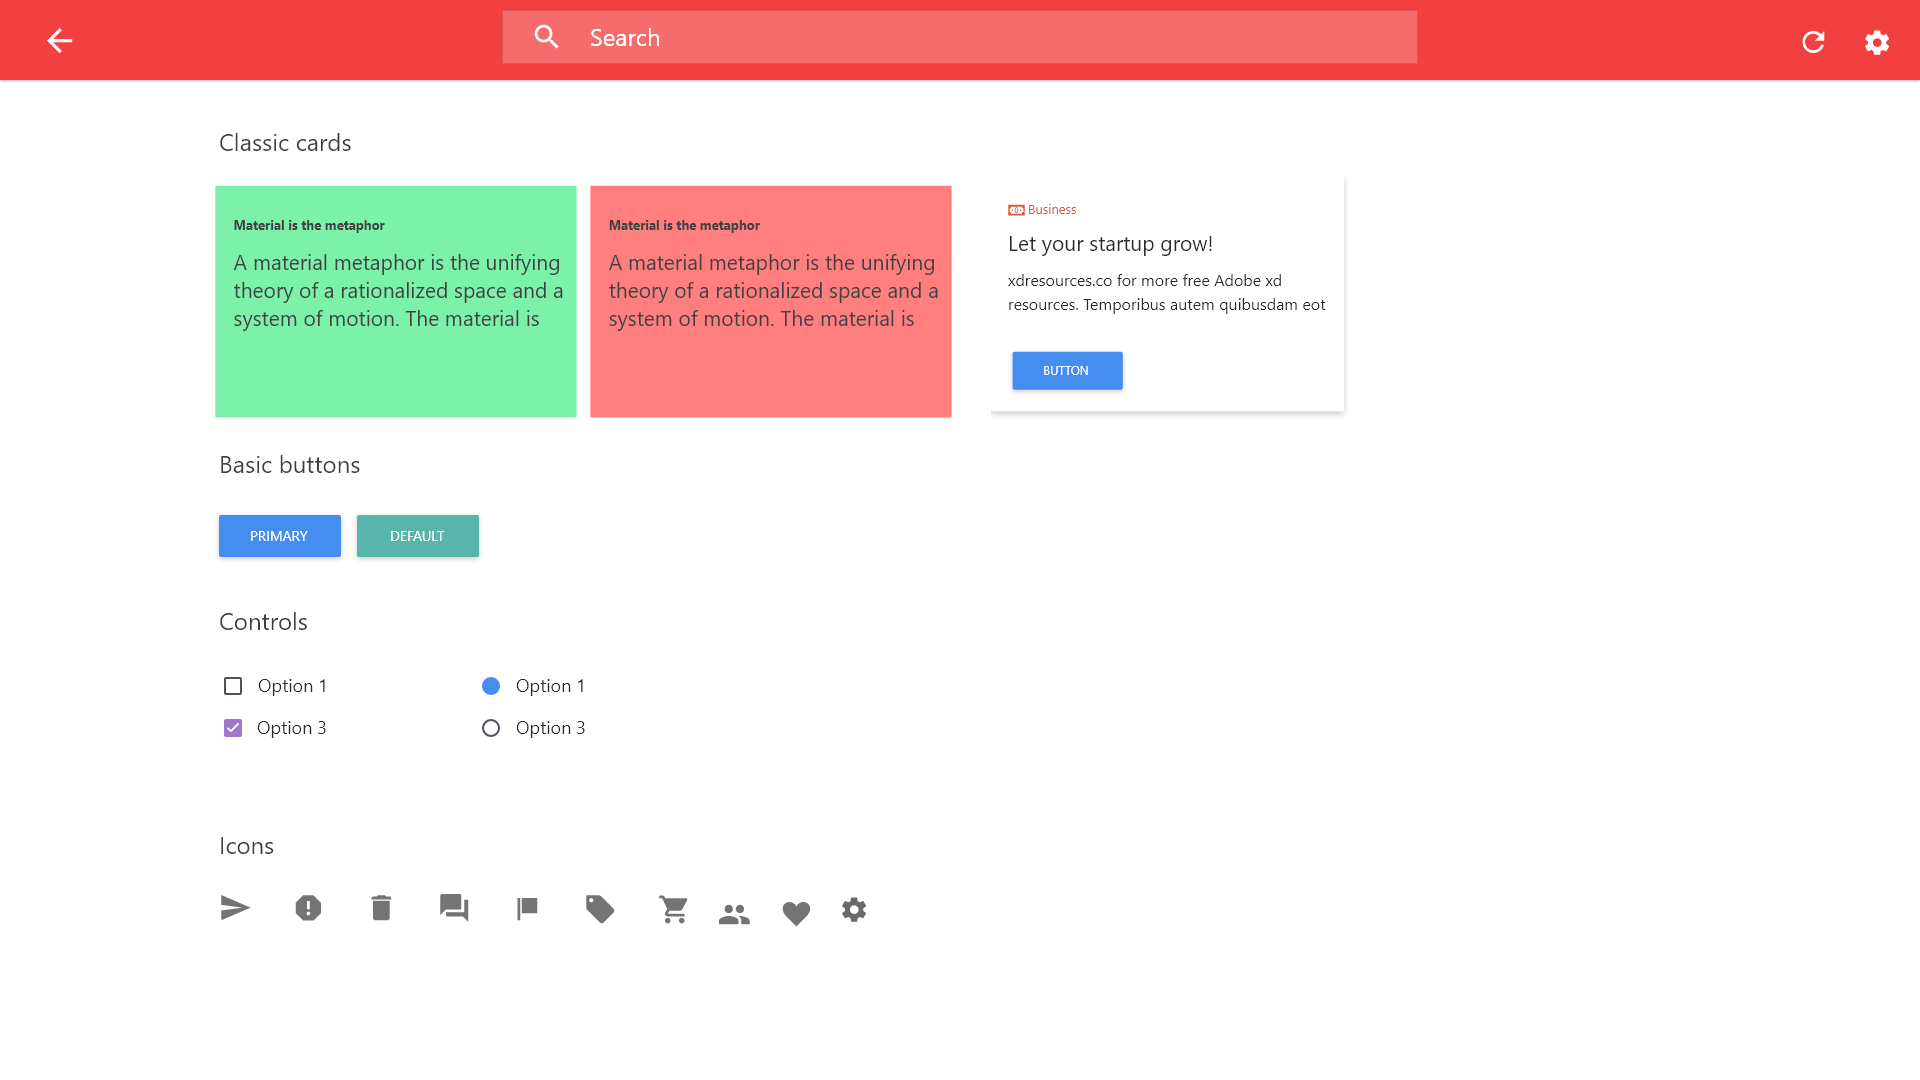 Search
Classic cards
Material is the metaphor
A material metaphor is the unifying
theory of a rationalized space and a
system of motion. The material is
Material is the metaphor
A material metaphor is the unifying
theory of a rationalized space and a
system of motion. The material is
Business
Let your startup grow!
xdresources.co for more free Adobe xd
resources. Temporibus autem quibusdam eot
BUTTON
Basic buttons
PRIMARY
DEFAULT
Controls
Option 1
Option 3
Option 1
Option 3
Icons